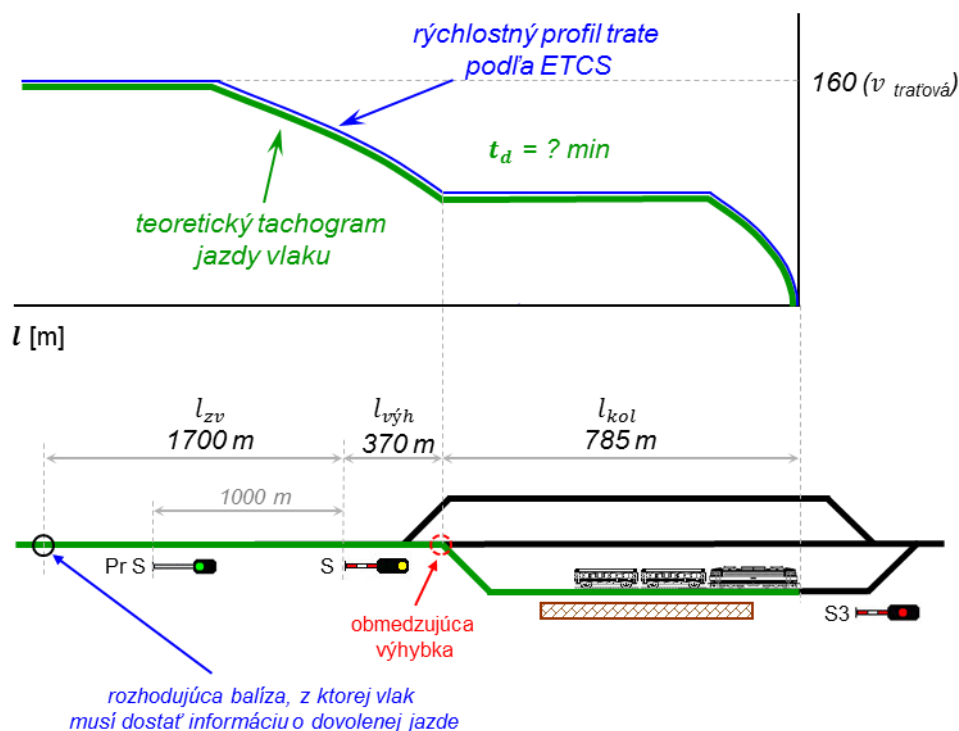 rýchlostný profil trate
podľa ETCS
160 (v traťová)
t_d = ? min
teoretický tachogram
jazdy vlaku
l [m]
l_zv
1700 m
l_výh
370 m
l_kol
785 m
1000 m
Pr S
S
S3
obmedzujúca
výhybka
rozhodujúca balíza, z ktorej vlak
musí dostať informáciu o dovolenej jazde